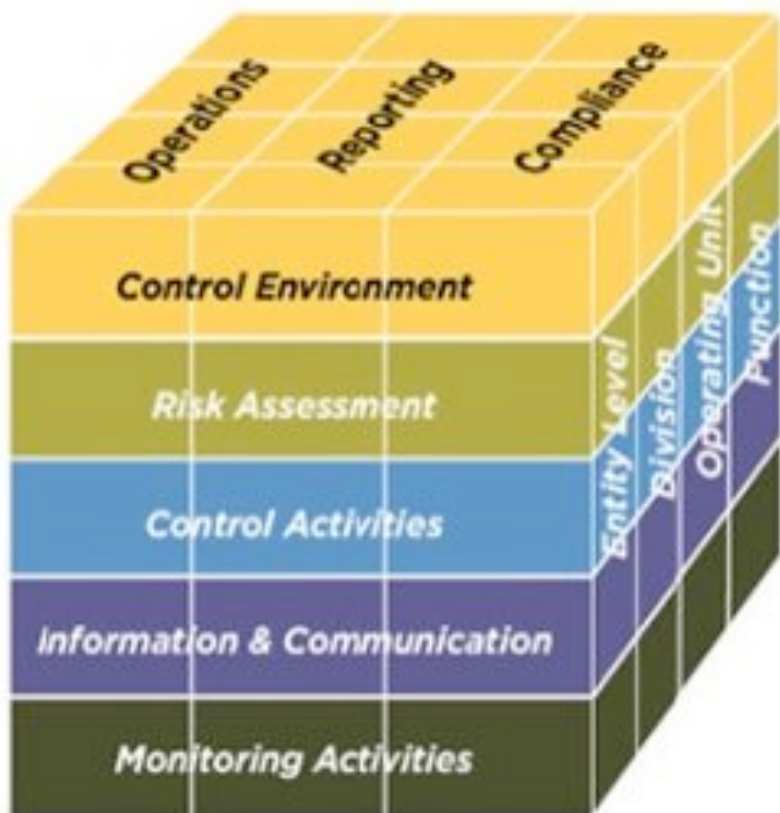 Operations
Reporting
Compliance
Control Environment
Risk Assessment
Control Activities
Information & Communication
Monitoring Activities
Entity Level
Division
Operating Unit
Function